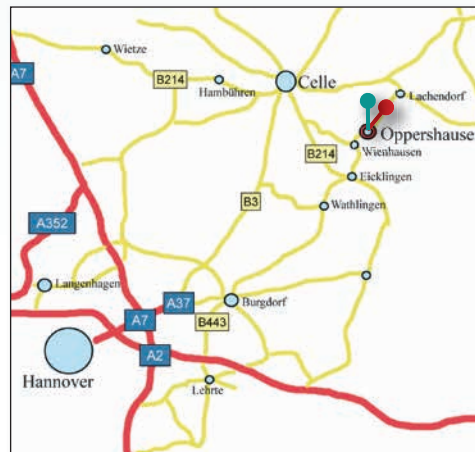 Wietze
A7
B214
Celle
Hambühren
Lachendorf
Oppershause
B214
Wienhausen
Eicklingen
B3
Wathlingen
A352
Langenhagen
A37
Burgdorf
A7
B443
Hannover
A2
Lehrte